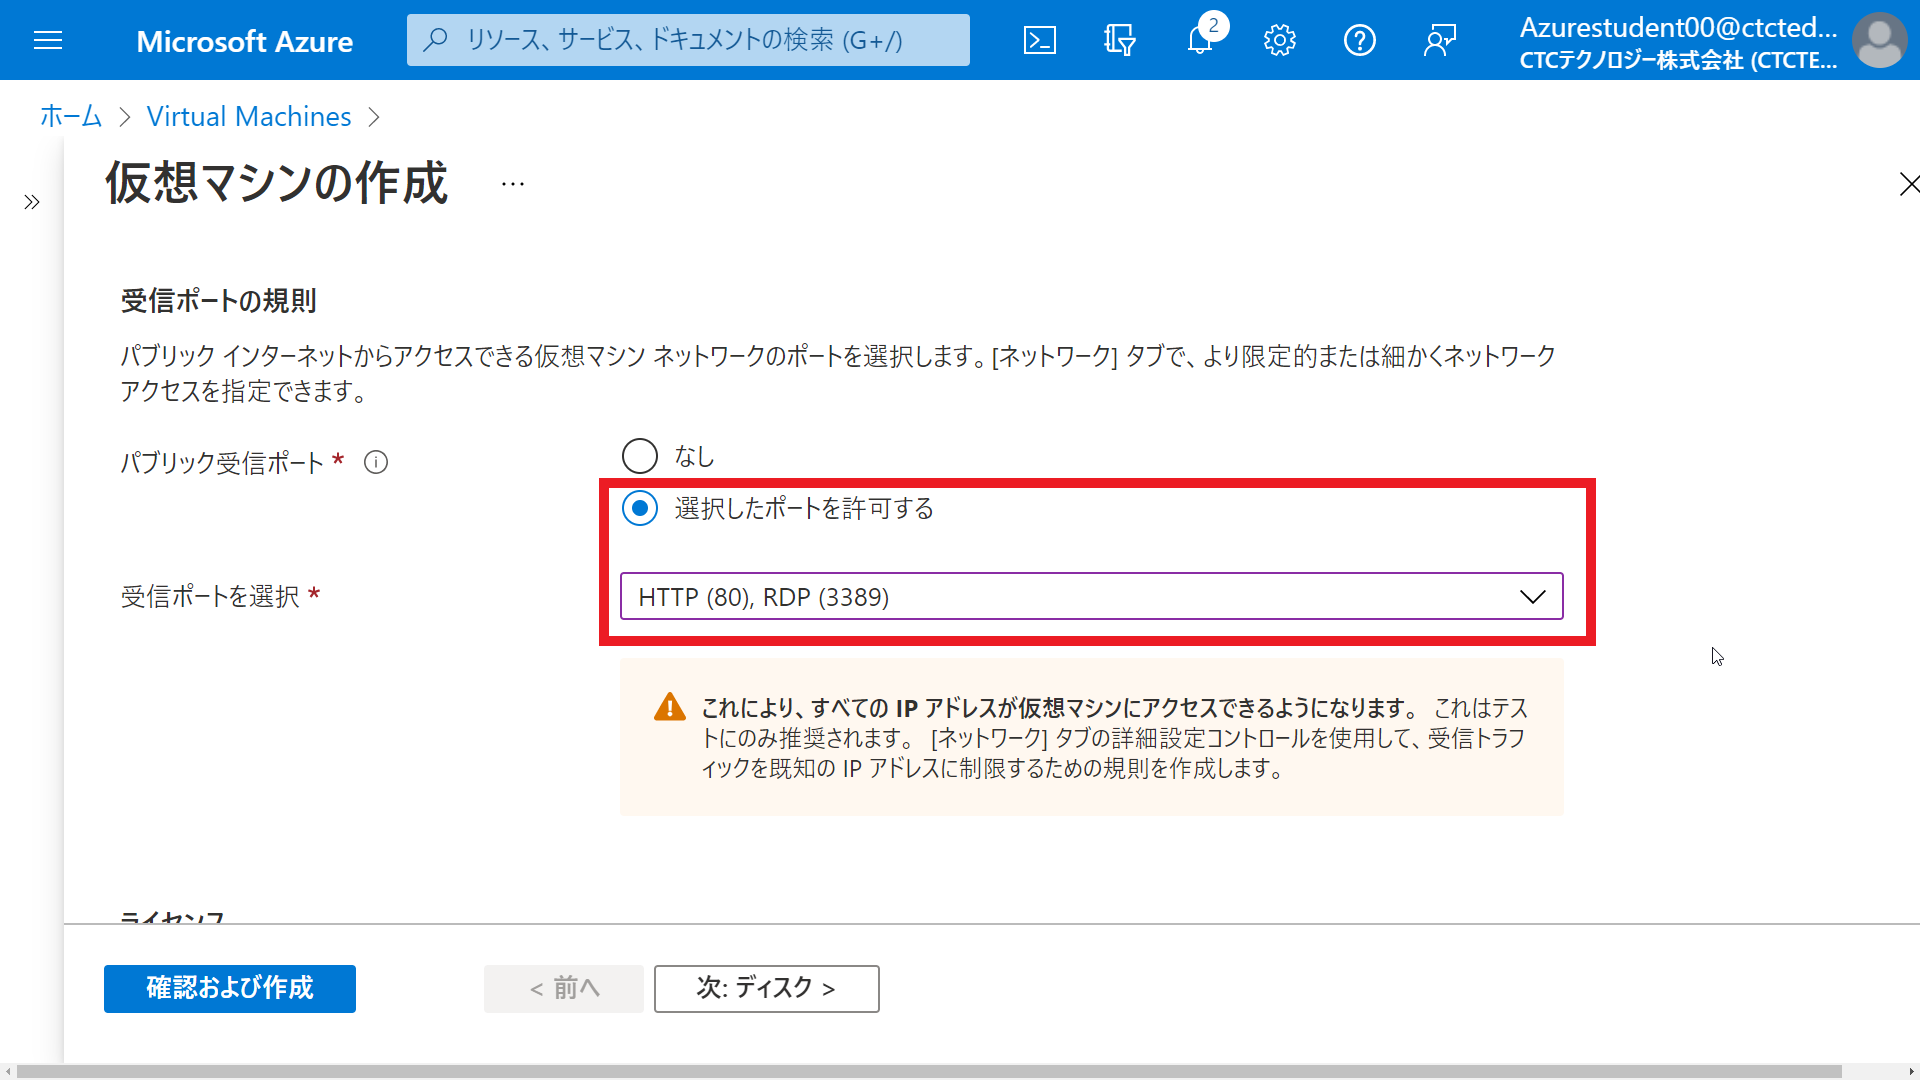 Microsoft Azure
リソース、サービス、ドキュメントの検索 (G+/)
2
Azurestudent00@ctcted...
CTCテクノロジー株式会社 (CTCTE...
ホーム > Virtual Machines >
仮想マシンの作成 ...
受信ポートの規則
パブリック インターネットからアクセスできる仮想マシン ネットワークのポートを選択します。[ネットワーク] タブで、より限定的または細かくネットワーク
アクセスを指定できます。
パブリック受信ポート *
なし
選択したポートを許可する
受信ポートを選択 *
HTTP (80), RDP (3389)
これにより、すべての IP アドレスが仮想マシンにアクセスできるようになります。 これはテス
トにのみ推奨されます。 [ネットワーク] タブの詳細設定コントロールを使用して、受信トラフ
ィックを既知の IP アドレスに制限するための規則を作成します。
ライセンス
確認および作成
< 前へ
次: ディスク >